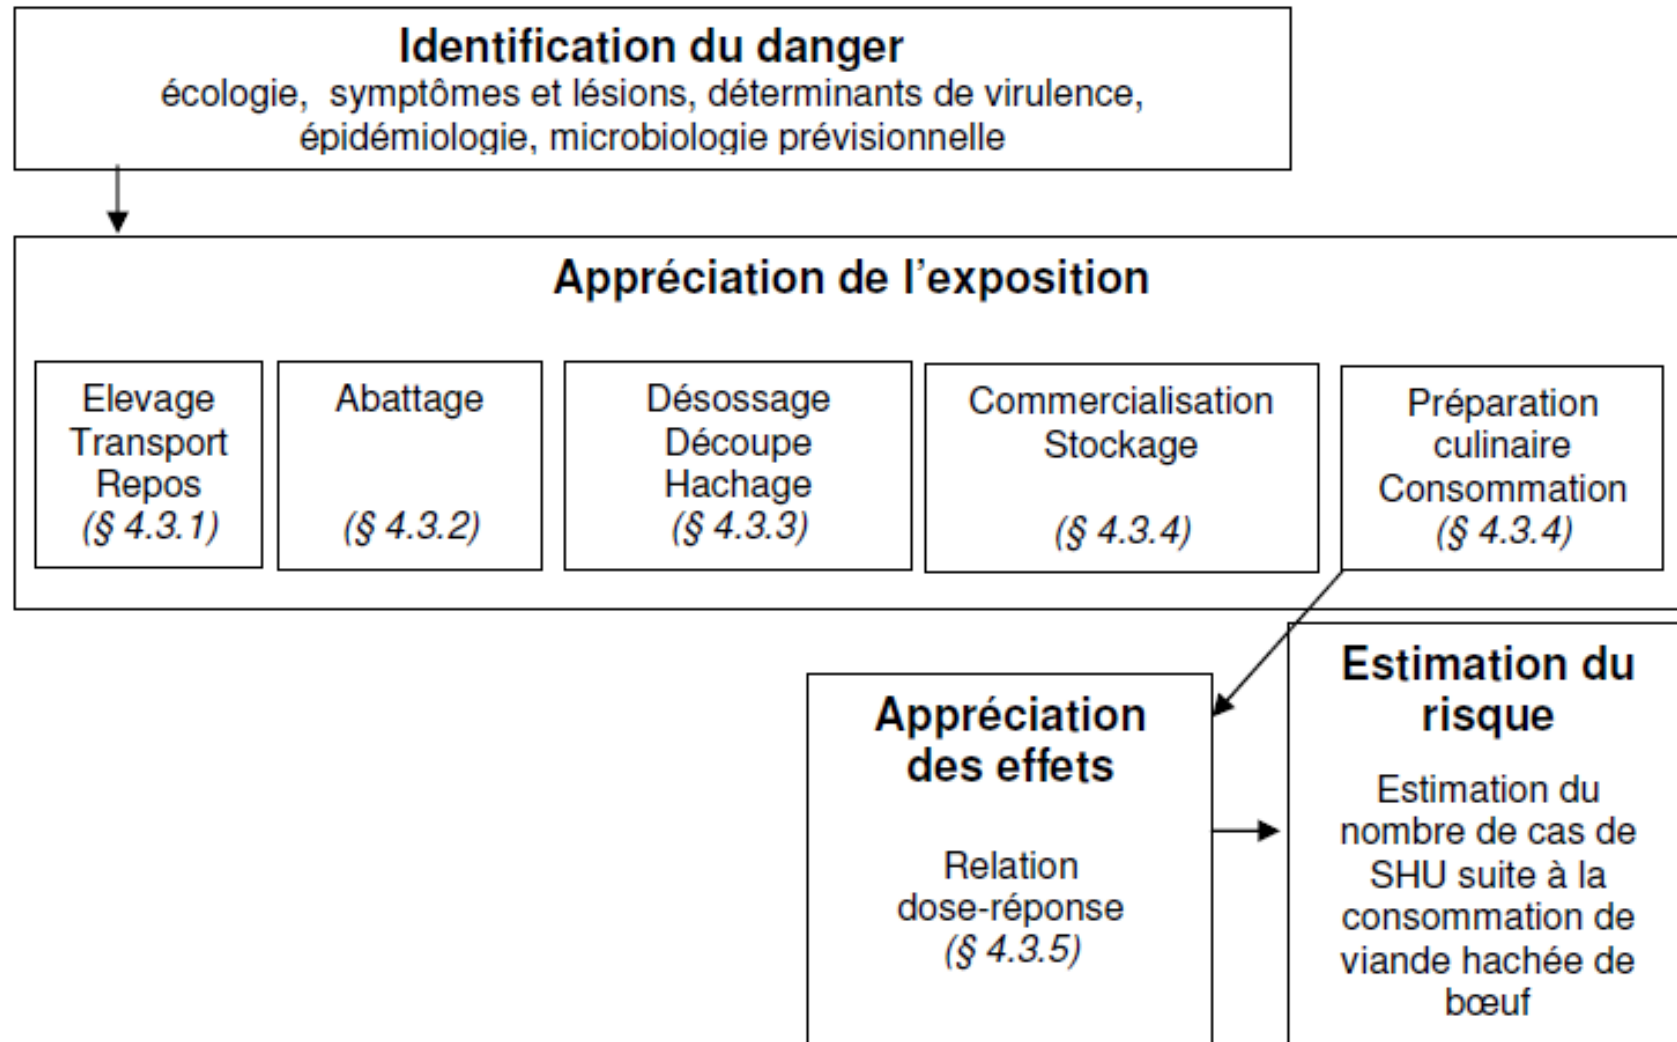 Identification du danger
écologie, symptômes et lésions, déterminants de virulence,
épidémiologie, microbiologie prévisionnelle
Appréciation de l'exposition
Elevage
Transport
Repos
(§ 4.3.1)
Abattage
(§ 4.3.2)
Désossage
Découpe
Hachage
(§ 4.3.3)
Commercialisation
Stockage
(§ 4.3.4)
Préparation
culinaire
Consommation
(§ 4.3.4)
Appréciation
des effets
Relation
dose-réponse
(§ 4.3.5)
Estimation du
risque
Estimation du
nombre de cas de
SHU suite à la
consommation de
viande hachée de
bœuf